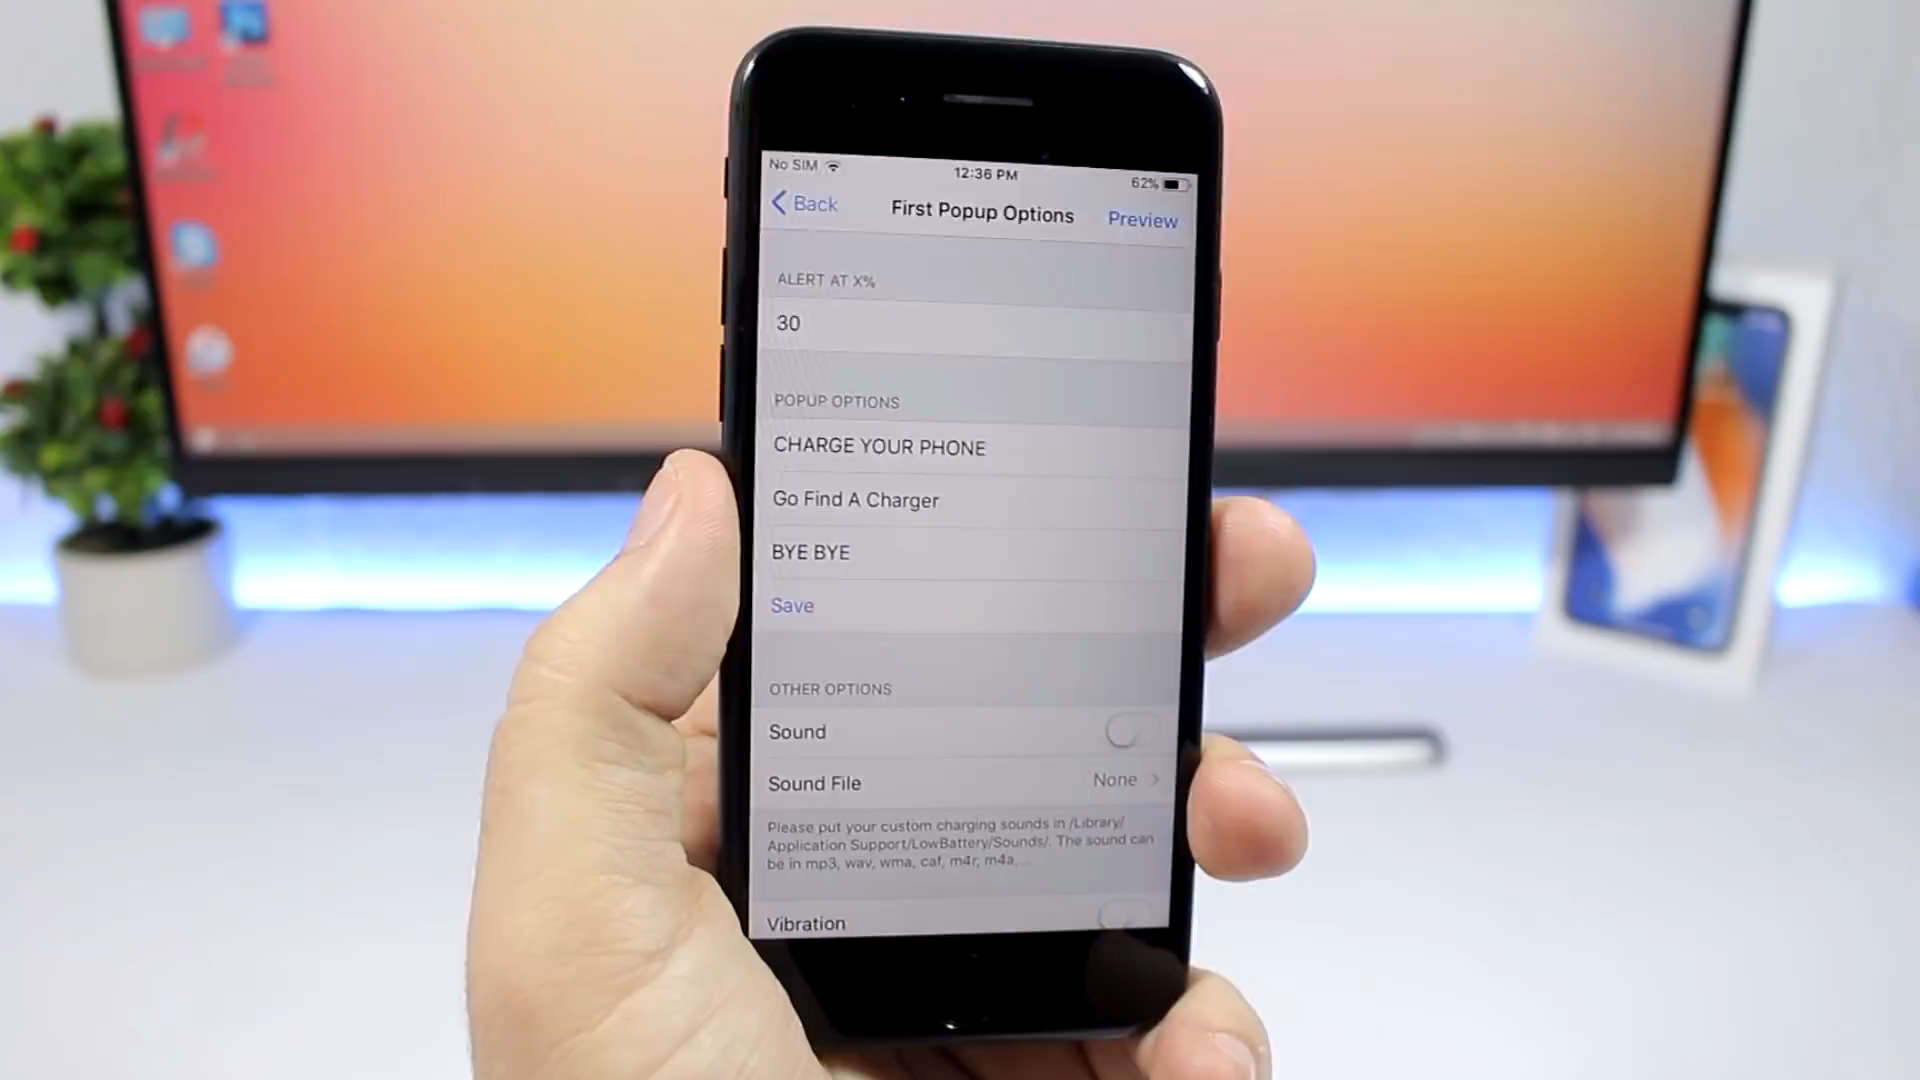 No SIM
12:36 PM
62%
Back
First Popup Options
Preview
ALERT AT X%
30
POPUP OPTIONS
CHARGE YOUR PHONE
Go Find A Charger
BYE BYE
Save
OTHER OPTIONS
Sound
Sound File
None
Please put your custom charging sounds in /Library/
Application Support/LowBattery/Sounds/. The sound can
be in mp3, wav, wma, caf, m4r, m4a,...
Vibration